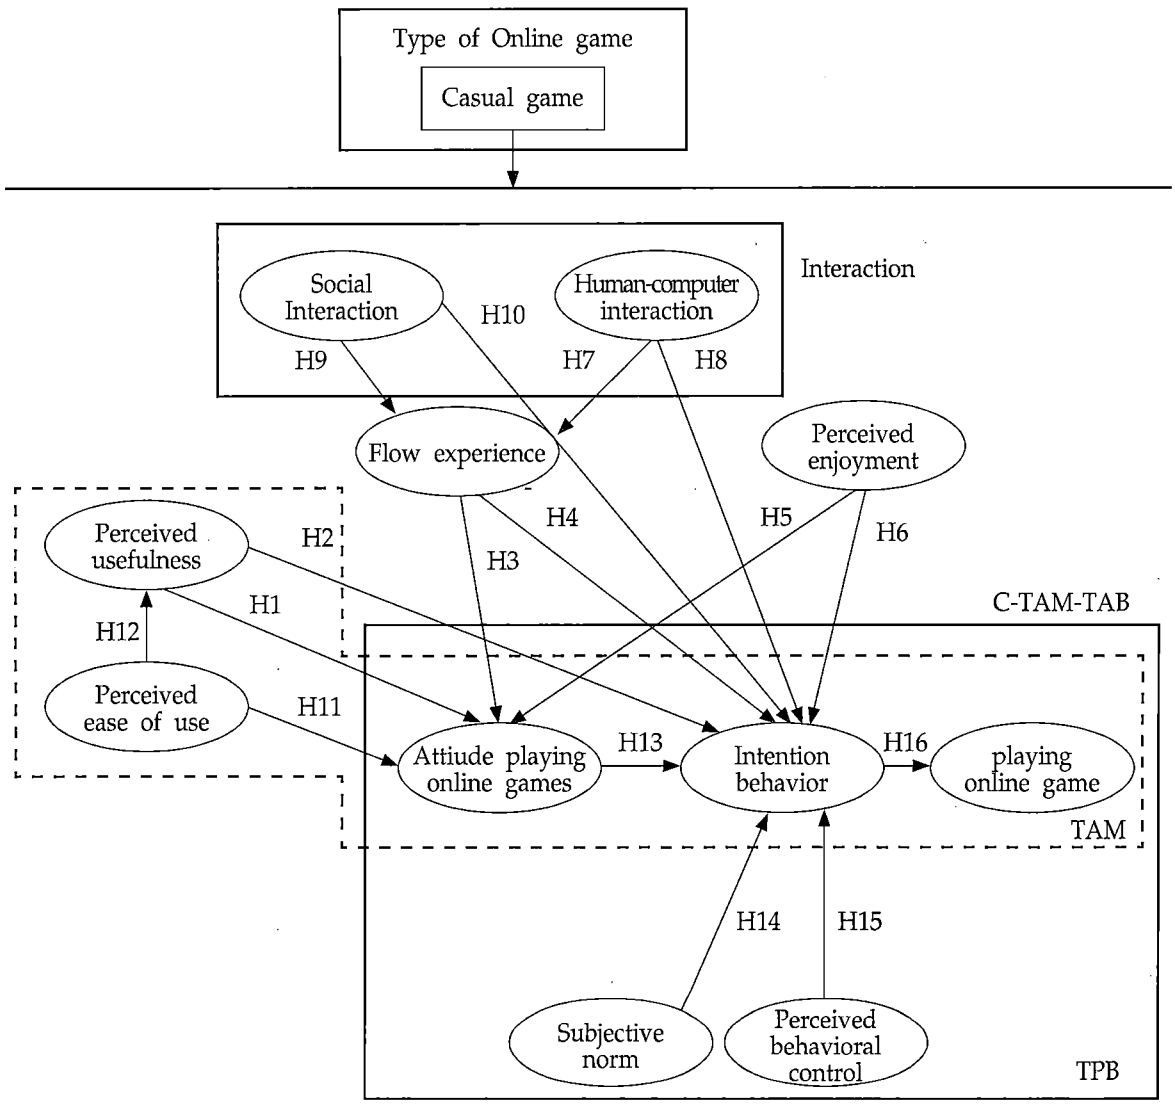 Type of Online game
Casual game
Interaction
Social
Interaction
Human-computer
interaction
H10
H9
H7
H8
Flow experience
Perceived
enjoyment
Perceived
usefulness
H2
H4
H5
H6
H3
H1
H12
C-TAM-TAB
Perceived
ease of use
H11
Attiude playing
online games
H13
Intention
behavior
H16
playing
online game
TAM
H14
H15
Subjective
norm
Perceived
behavioral
control
TPB